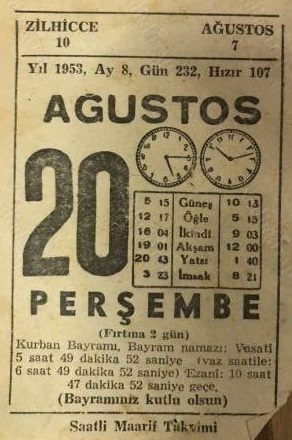 ZİLHİCCE AĞUSTOS
10 7
Yıl 1953, Ay 8, Gün 232, Hızır 107
AĞUSTOS
20
5 15 Güneş 10 13
12 17 Öğle 5 15
16 04 İkindi 9 03
19 01 Akşam 12 00
20 43 Yatsı 1 40
3 23 İmsak 8 21
PERŞEMBE
(Fırtına 2 gün)
Kurban Bayramı, Bayram namazı: Vasati
5 saat 49 dakika 52 saniye (vaz saatile:
6 saat 49 dakika 52 saniye) Ezani: 10 saat
47 dakika 52 saniye geçe.
(Bayramınız kutlu olsun)
Saatli Maarif Takvimi